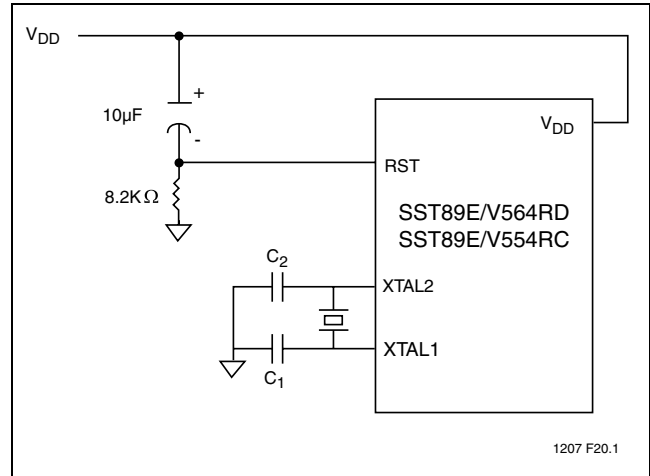 VDD
+
10µF
-
VDD
RST
8.2KΩ
SST89E/V564RD
SST89E/V554RC
C2
XTAL2
XTAL1
C1
1207 F20.1